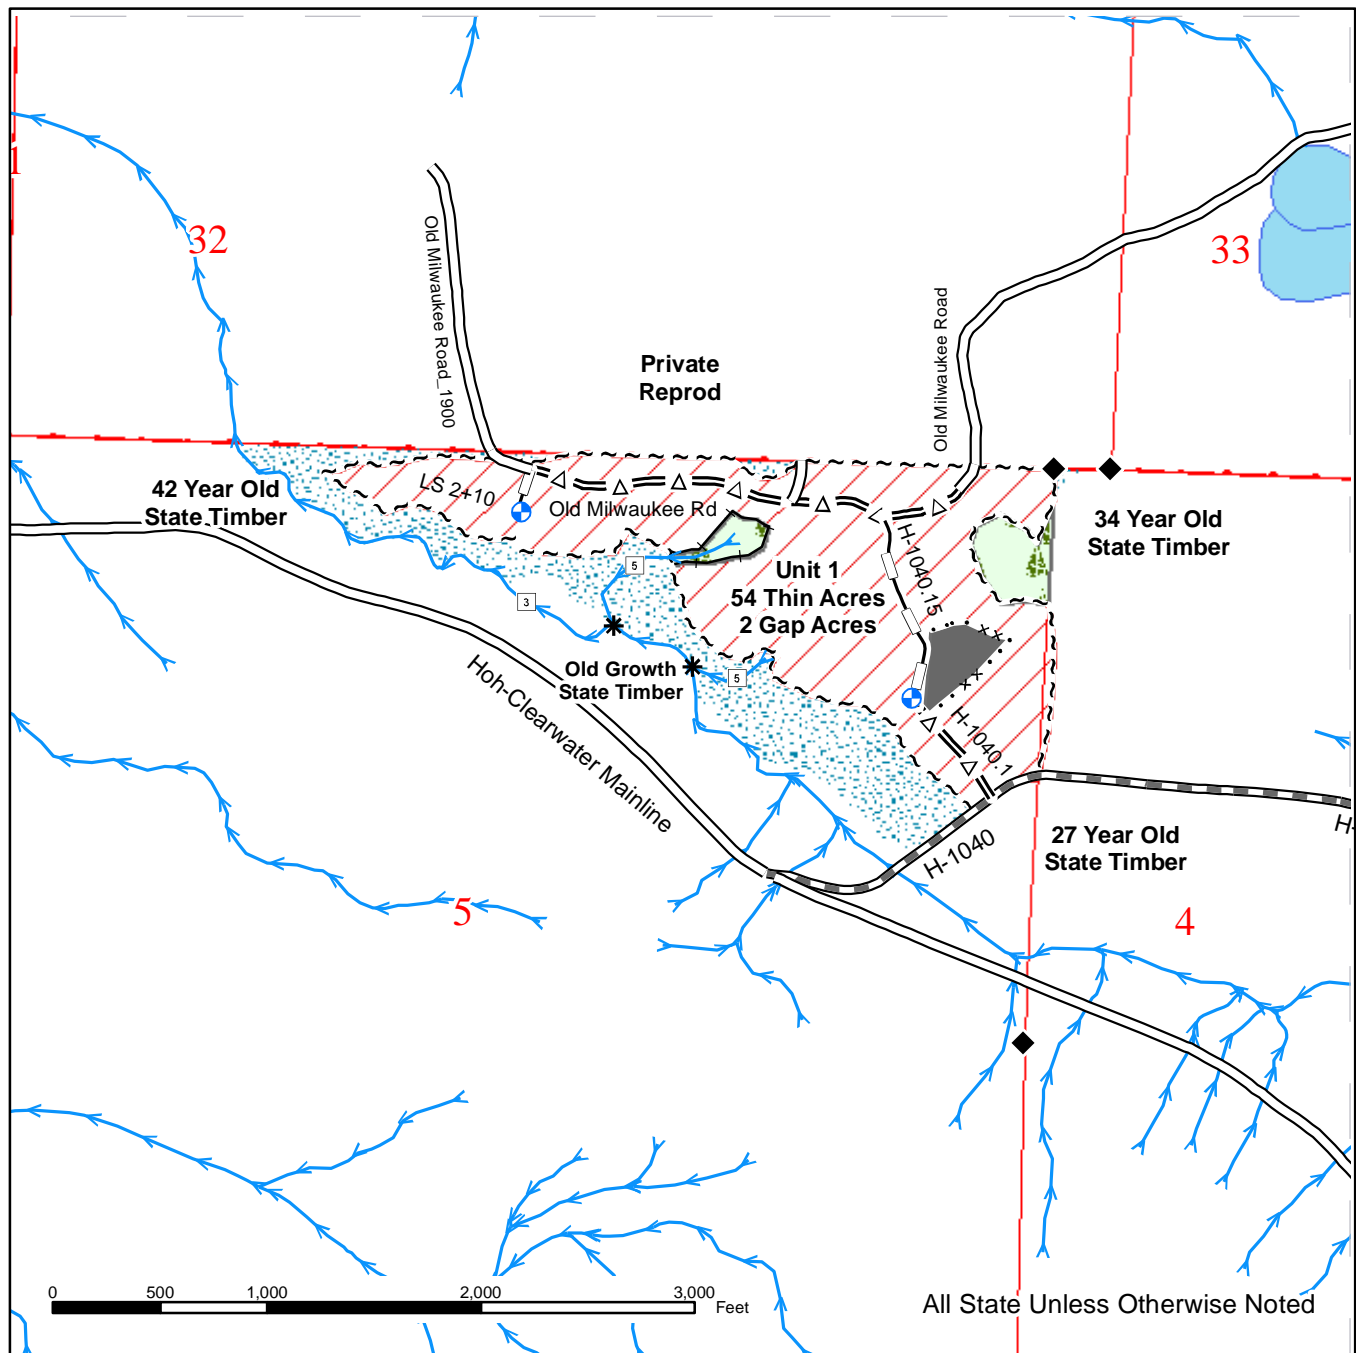 1
32
33
Old Milwaukee Road_1900
Old Milwaukee Road
Private
Reprod
42 Year Old
State Timber
LS 2+10
Old Milwaukee Rd
34 Year Old
State Timber
H-1040.15
Unit 1
54 Thin Acres
2 Gap Acres
5
3
Old Growth
State Timber
5
Hoh-Clearwater Mainline
H-1040.1
H-1040
H-
27 Year Old
State Timber
5
4
0 500 1,000 2,000 3,000
Feet
All State Unless Otherwise Noted